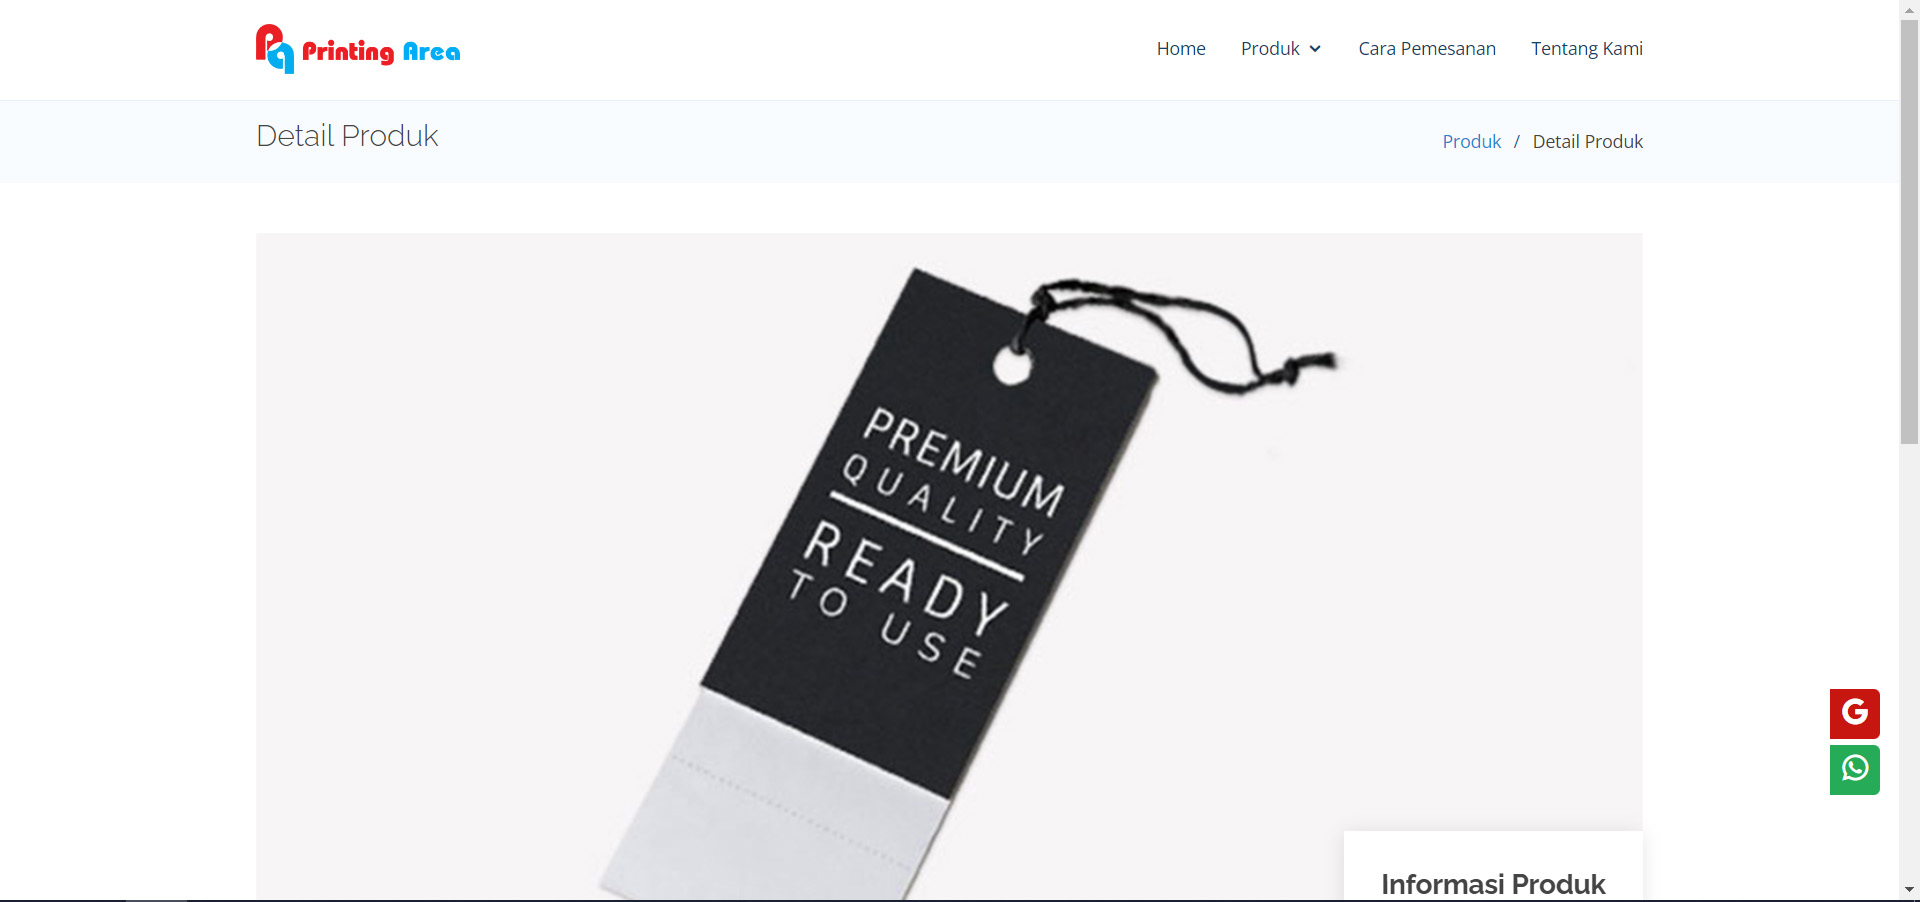 Printing Area
Home
Produk
Cara Pemesanan
Tentang Kami
Detail Produk
Produk / Detail Produk
PREMIUM
QUALITY
READY
TO USE
Informasi Produk